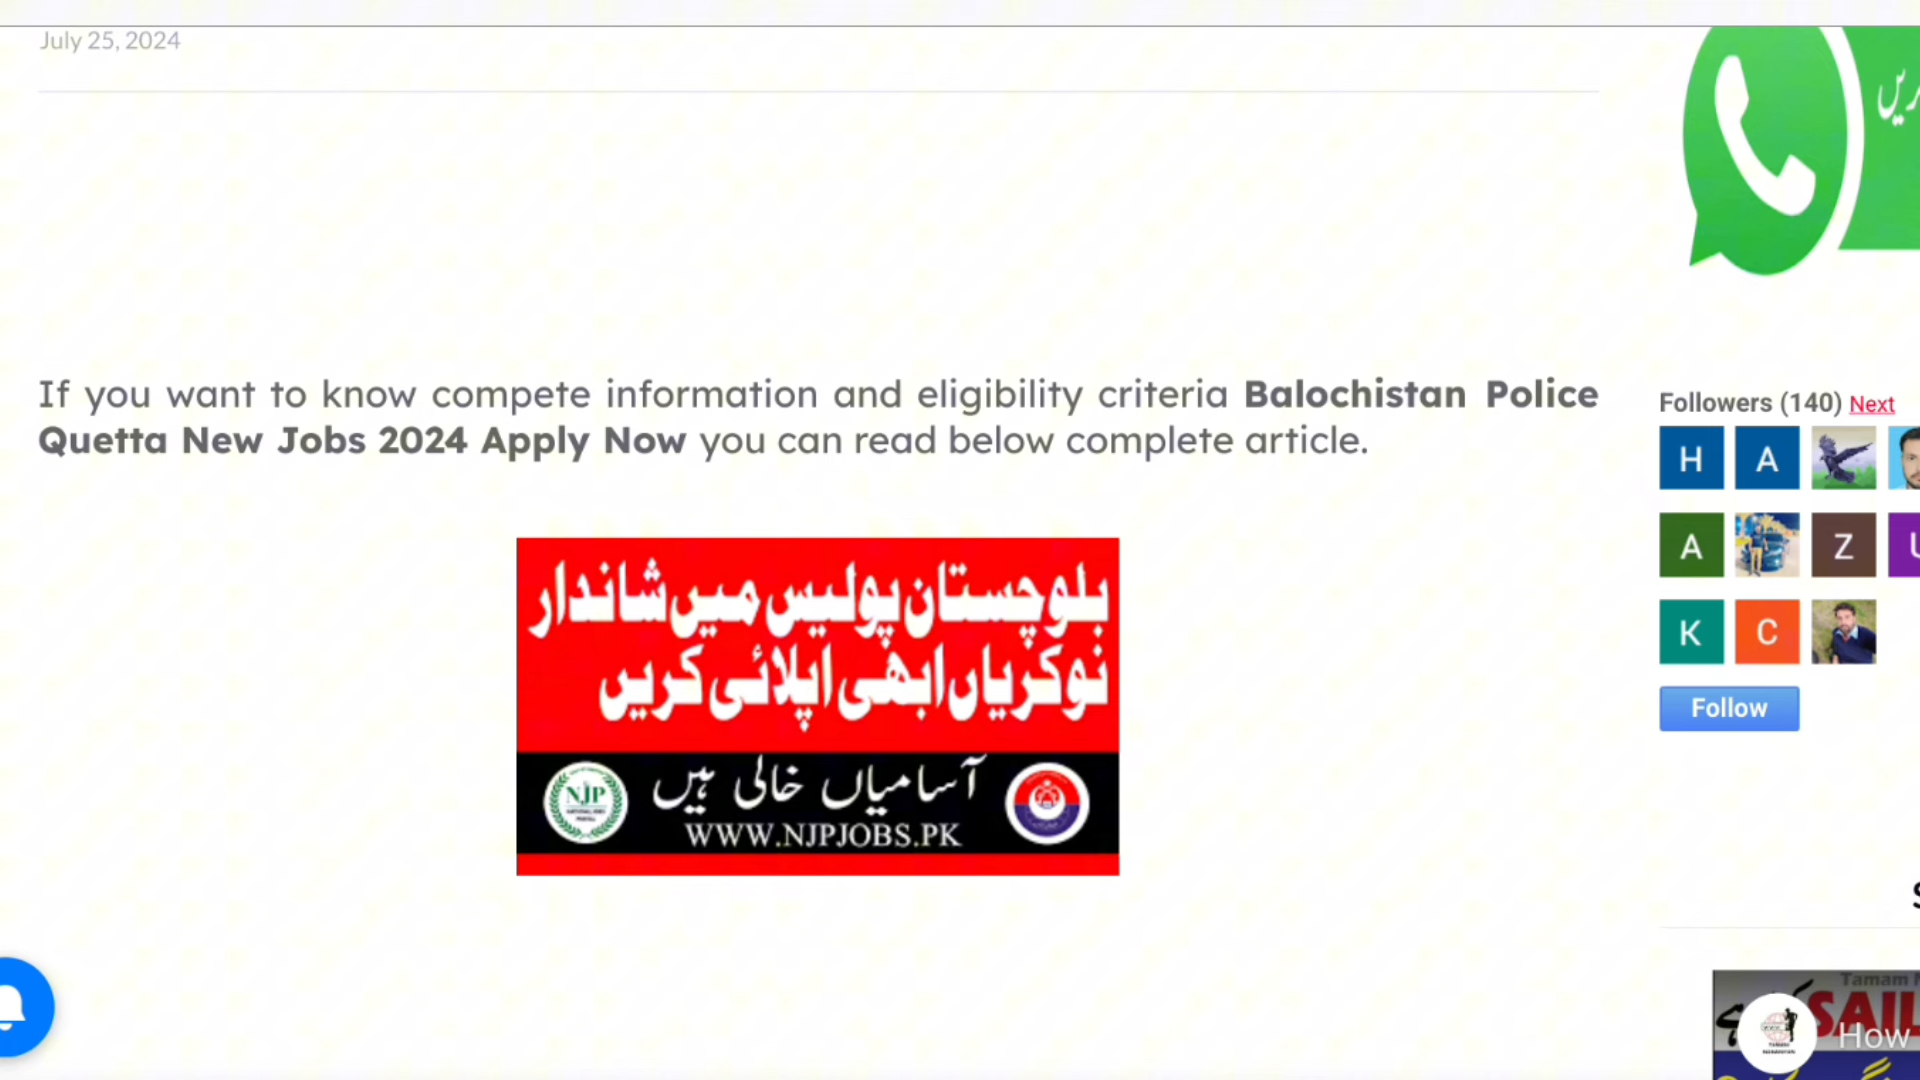 July 25, 2024
If you want to know compete information and eligibility criteria Balochistan Police
Quetta New Jobs 2024 Apply Now you can read below complete article.
بلوچستان پولیس میں شاندار
نوکریاں ابھی اپلائی کریں
آسامیاں خالی ہیں
NJP
WWW.NJPJOBS.PK
Followers (140) Next
H A
A Z
K C
Follow
Tamam
SAIL
How